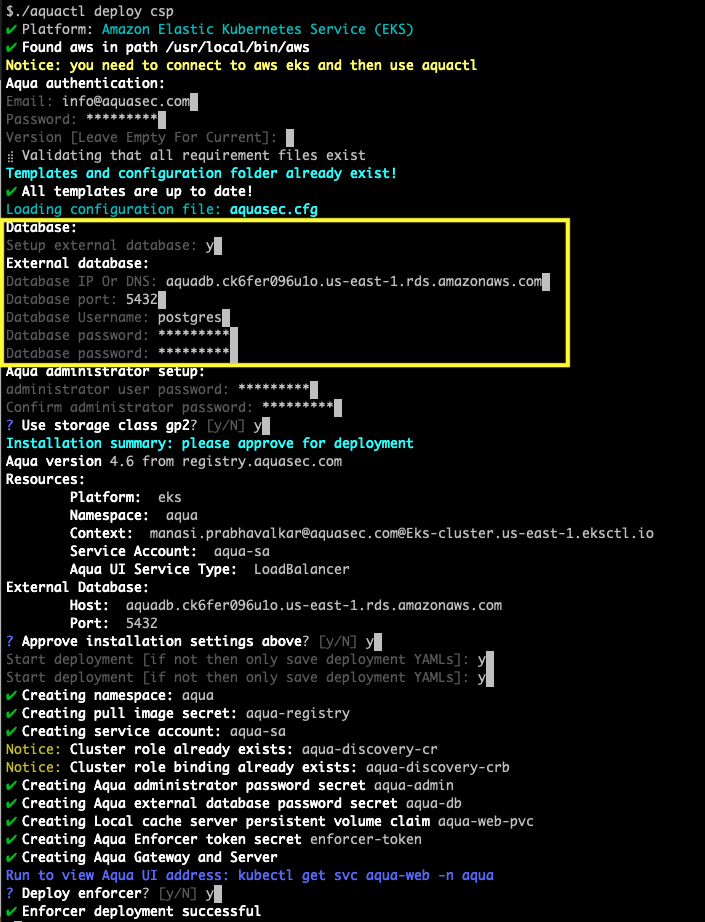 $./aquactl deploy csp
✔ Platform: Amazon Elastic Kubernetes Service (EKS)
✔ Found aws in path /usr/local/bin/aws
Notice: you need to connect to aws eks and then use aquactl
Aqua authentication:
Email: info@aquasec.com
Password: *********
Version [Leave Empty For Current]:
⣾ Validating that all requirement files exist
Templates and configuration folder already exist!
✔ All templates are up to date!
Loading configuration file: aquasec.cfg
Database:
Setup external database: y
External database:
Database IP Or DNS: aquadb.ck6fer096u1o.us-east-1.rds.amazonaws.com
Database port: 5432
Database Username: postgres
Database password: *********
Database password: *********
Aqua administrator setup:
administrator user password: *********
Confirm administrator password: *********
? Use storage class gp2? [y/N] y
Installation summary: please approve for deployment
Aqua version 4.6 from registry.aquasec.com
Resources:
Platform: eks
Namespace: aqua
Context: manasi.prabhavalkar@aquasec.com@Eks-cluster.us-east-1.eksctl.io
Service Account: aqua-sa
Aqua UI Service Type: LoadBalancer
External Database:
Host: aquadb.ck6fer096u1o.us-east-1.rds.amazonaws.com
Port: 5432
? Approve installation settings above? [y/N] y
Start deployment [if not then only save deployment YAMLs]: y
Start deployment [if not then only save deployment YAMLs]: y
✔ Creating namespace: aqua
✔ Creating pull image secret: aqua-registry
✔ Creating service account: aqua-sa
Notice: Cluster role already exists: aqua-discovery-cr
Notice: Cluster role binding already exists: aqua-discovery-crb
✔ Creating Aqua administrator password secret aqua-admin
✔ Creating Aqua external database password secret aqua-db
✔ Creating Local cache server persistent volume claim aqua-web-pvc
✔ Creating Aqua Enforcer token secret enforcer-token
✔ Creating Aqua Gateway and Server
Run to view Aqua UI address: kubectl get svc aqua-web -n aqua
? Deploy enforcer? [y/N] y
✔ Enforcer deployment successful